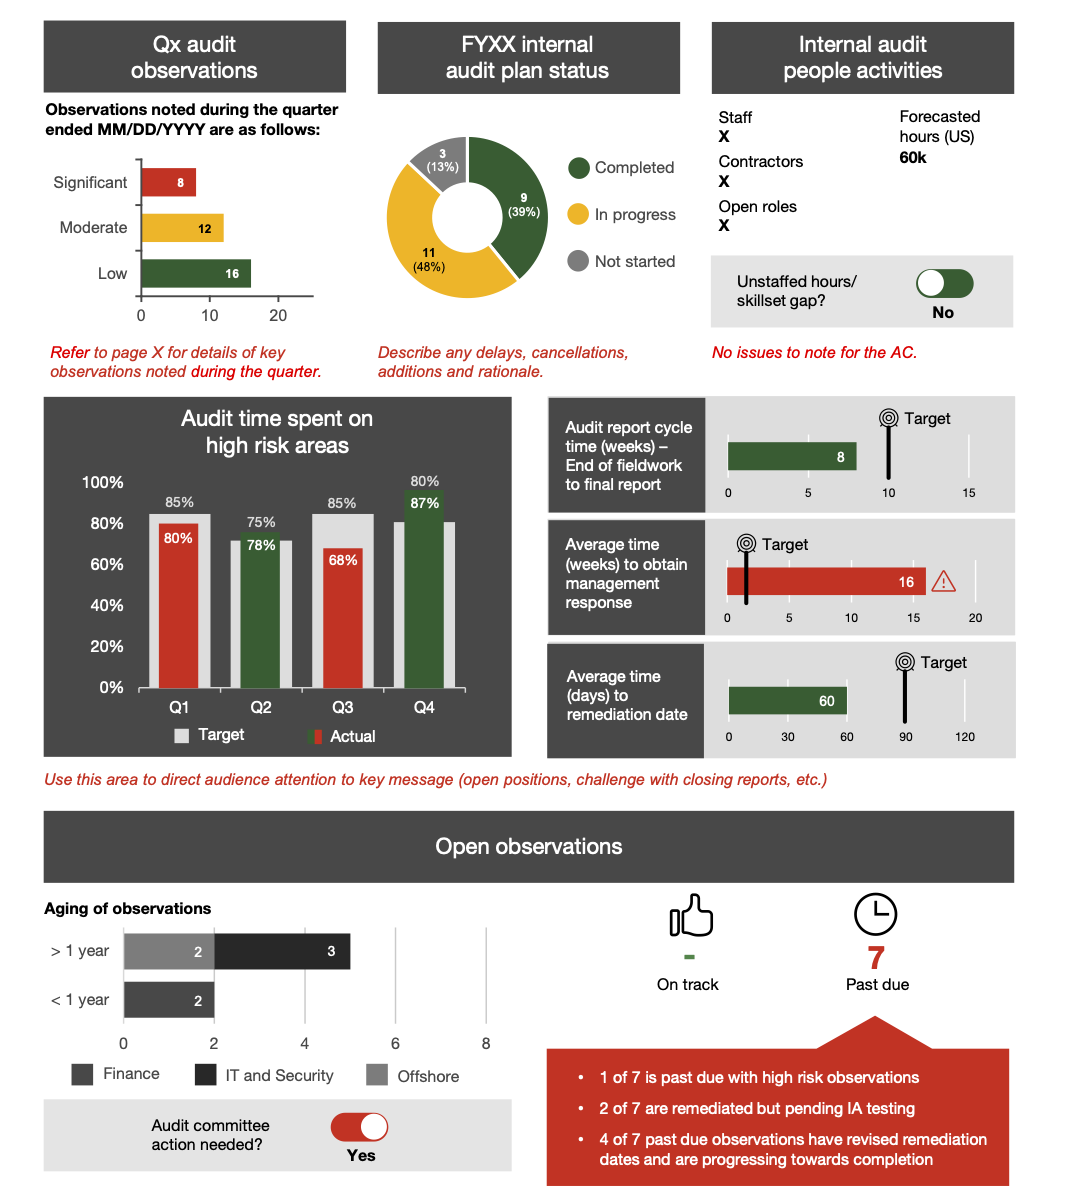 Qx audit
observations
Observations noted during the quarter
ended MM/DD/YYYY are as follows:
Significant
8
Moderate
12
Low
16
0
10
20
Refer to page X for details of key
observations noted during the quarter.
FYXX internal
audit plan status
3
(13%)
9
(39%)
11
(48%)
Completed
In progress
Not started
Describe any delays, cancellations,
additions and rationale.
Internal audit
people activities
Staff
X
Contractors
X
Open roles
X
Forecasted
hours (US)
60k
Unstaffed hours/
skillset gap?
No
No issues to note for the AC.
Audit time spent on
high risk areas
100%
80%
60%
40%
20%
0%
85%
80%
75%
78%
85%
68%
80%
87%
Q1
Q2
Q3
Q4
Target
Actual
Audit report cycle
time (weeks) –
End of fieldwork
to final report
Target
8
0
5
10
15
Average time
(weeks) to obtain
management
response
Target
16
0
5
10
15
20
Average time
(days) to
remediation date
Target
60
0
30
60
90
120
Use this area to direct audience attention to key message (open positions, challenge with closing reports, etc.)
Open observations
Aging of observations
> 1 year
2
3
< 1 year
2
0
2
4
6
8
Finance
IT and Security
Offshore
Audit committee
action needed?
Yes
-
On track
7
Past due
• 1 of 7 is past due with high risk observations
• 2 of 7 are remediated but pending IA testing
• 4 of 7 past due observations have revised remediation
dates and are progressing towards completion